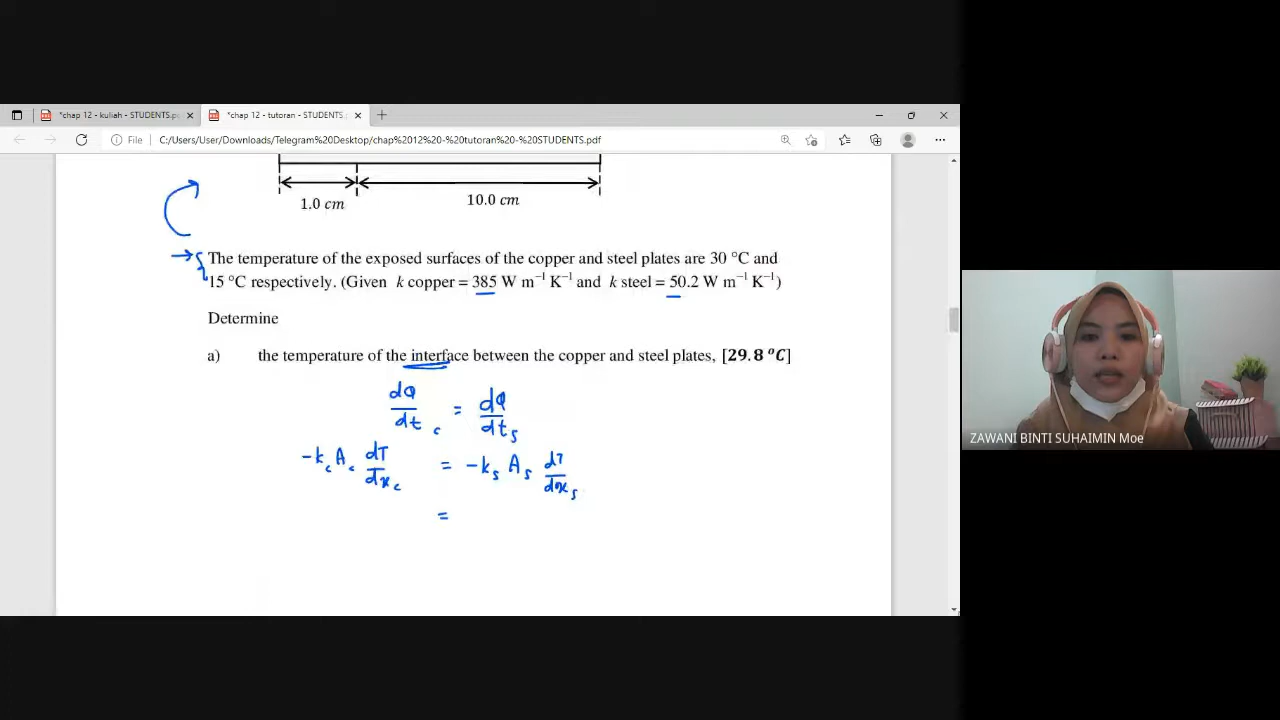 *chap 12 - kuliah - STUDENTS.p
*chap 12 - tutoran - STUDENTS.
File
C:/Users/User/Downloads/Telegram%20Desktop/chap%2012%20-%20tutoran%20-%20STUDENTS.pdf
1.0 cm
10.0 cm
The temperature of the exposed surfaces of the copper and steel plates are 30 °C and
15 °C respectively. (Given k copper = 385 W m⁻¹ K⁻¹ and k steel = 50.2 W m⁻¹ K⁻¹)
Determine
a) the temperature of the interface between the copper and steel plates, [29.8 °C]
dQ/dt c = dQ/dt s
-k_c A_c dT/dx_c = -k_s A_s dT/dx_s
=
ZAWANI BINTI SUHAIMIN Moe